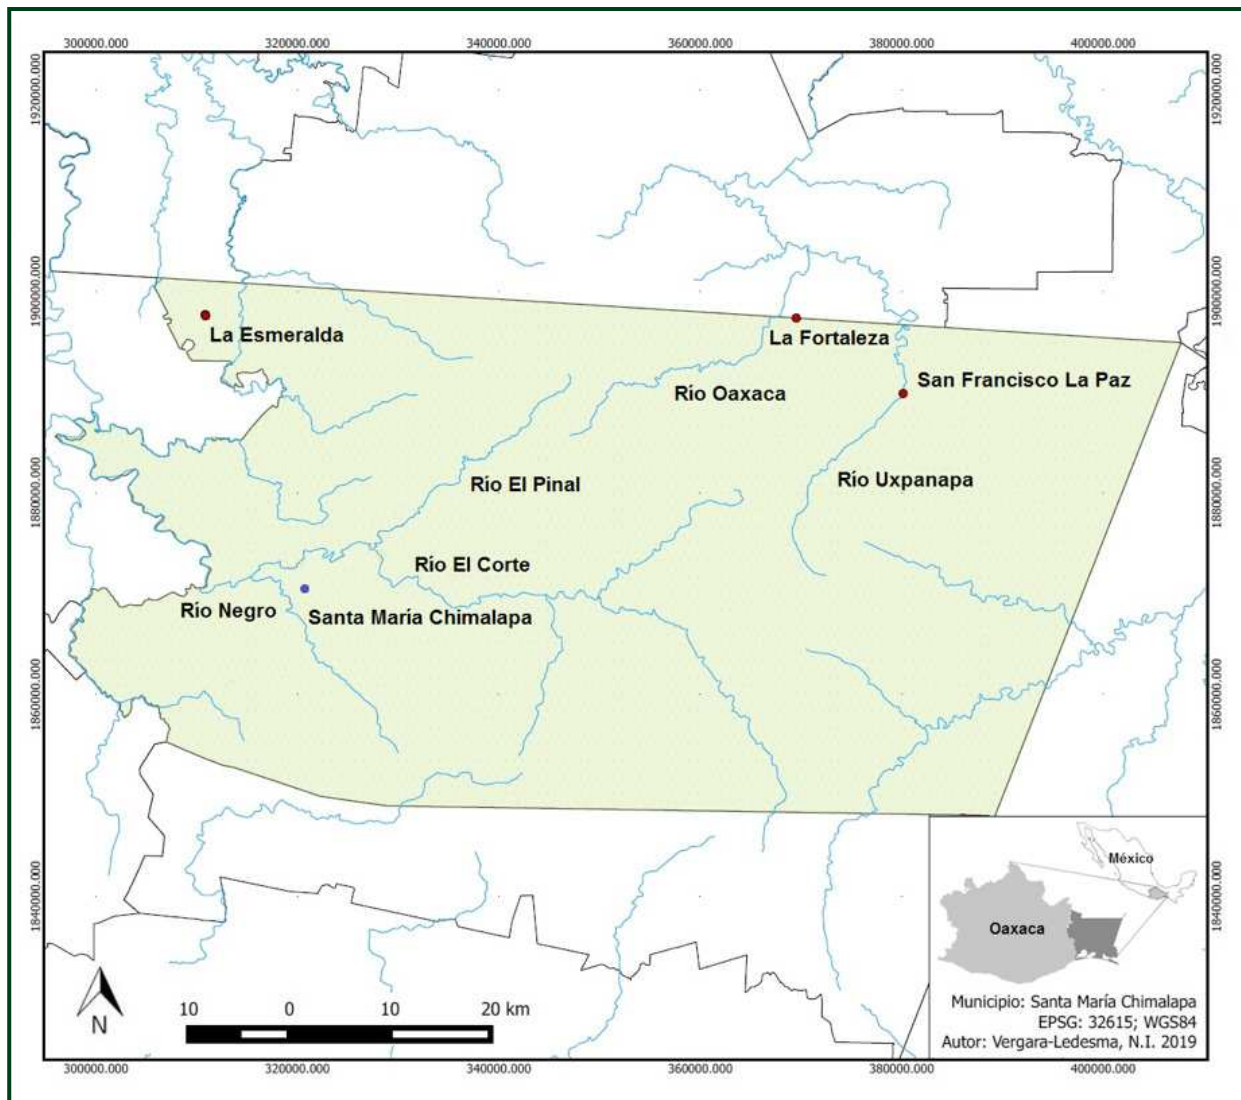 300000.000 320000.000 340000.000 360000.000 380000.000 400000.000
1920000.000 1920000.000
1900000.000 1900000.000
La Esmeralda
La Fortaleza
San Francisco La Paz
Río Oaxaca
Río El Pinal
Río Uxpanapa
1880000.000 1880000.000
Río El Corte
Río Negro
Santa María Chimalapa
1860000.000 1860000.000
México
Oaxaca
1840000.000 1840000.000
N
10 0 10 20 km
Municipio: Santa María Chimalapa
EPSG: 32615; WGS84
Autor: Vergara-Ledesma, N.I. 2019
300000.000 320000.000 340000.000 360000.000 380000.000 400000.000